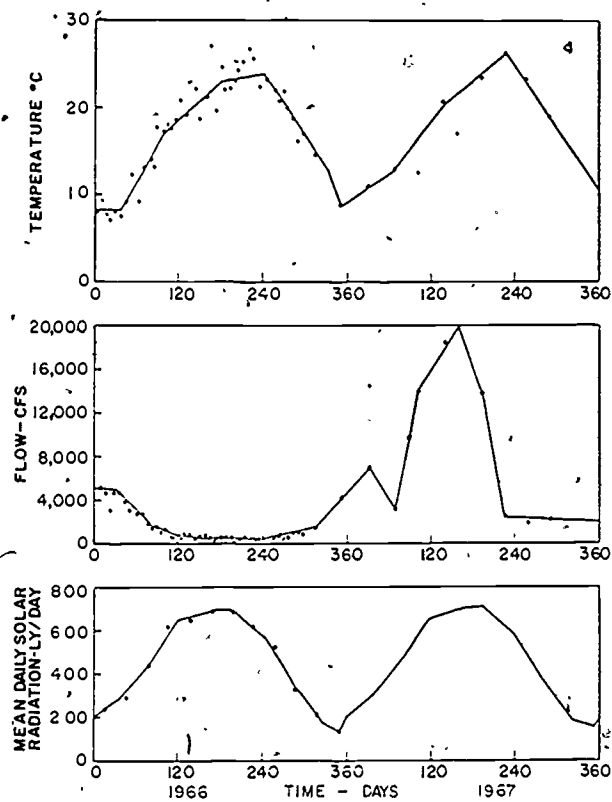 TEMPERATURE °C
30
20
10
0
0 120 240 360 120 240 360
FLOW-CFS
20,000
16,000
12,000
8,000
4,000
0
0 120 240 360 120 240 360
MEAN DAILY SOLAR
RADIATION-LY/DAY
800
600
400
200
0
0 120 240 360 120 240 360
1966 TIME - DAYS 1967